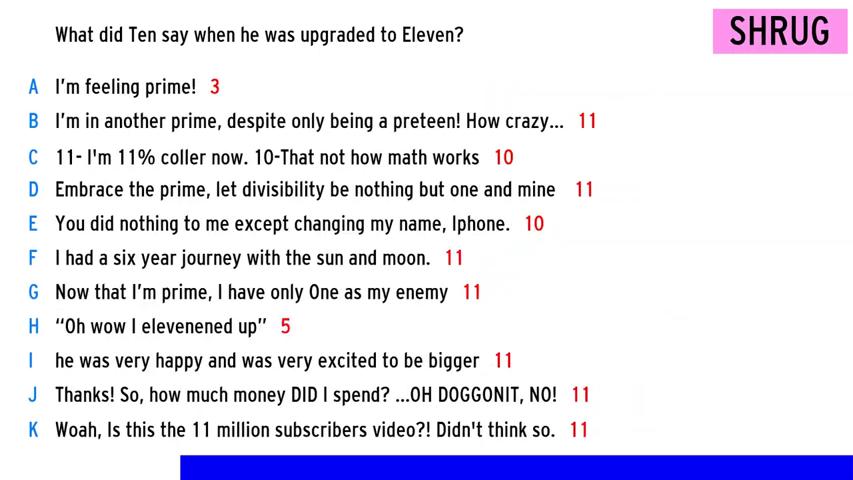 What did Ten say when he was upgraded to Eleven?
SHRUG
A I'm feeling prime! 3
B I'm in another prime, despite only being a preteen! How crazy... 11
C 11- I'm 11% coller now. 10-That not how math works 10
D Embrace the prime, let divisibility be nothing but one and mine 11
E You did nothing to me except changing my name, Iphone. 10
F I had a six year journey with the sun and moon. 11
G Now that I'm prime, I have only One as my enemy 11
H “Oh wow I elevenened up” 5
I he was very happy and was very excited to be bigger 11
J Thanks! So, how much money DID I spend? ...OH DOGGONIT, NO! 11
K Woah, Is this the 11 million subscribers video?! Didn't think so. 11